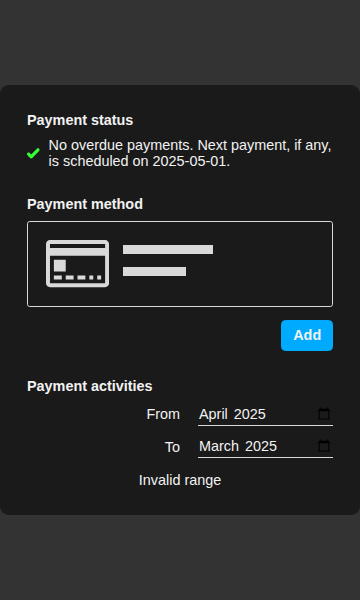 Payment status
No overdue payments. Next payment, if any,
is scheduled on 2025-05-01.
Payment method
Add
Payment activities
From April 2025
To March 2025
Invalid range